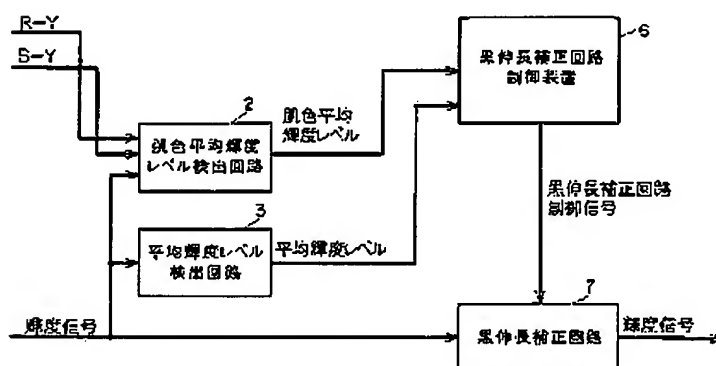 R-Y
S-Y
6
黒伸長補正回路
制御装置
2
肌色平均輝度
レベル検出回路
肌色平均
輝度レベル
黒伸長補正回路
制御信号
3
平均輝度レベル
検出回路
平均輝度レベル
7
輝度信号
黒伸長補正回路
輝度信号